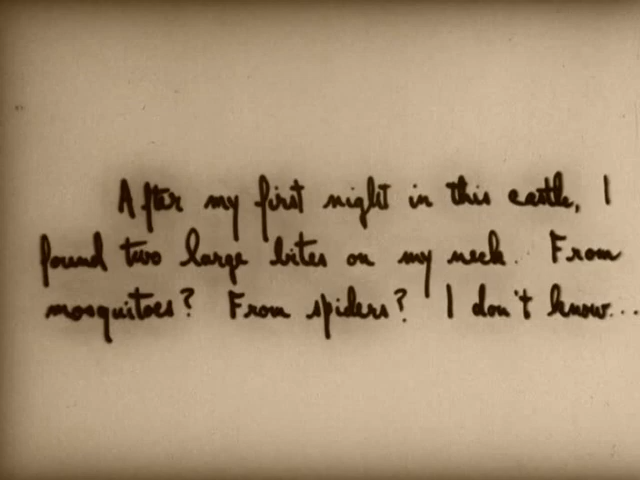 After my first night in this castle, I
found two large bites on my neck. From
mosquitoes? From spiders? I don't know...